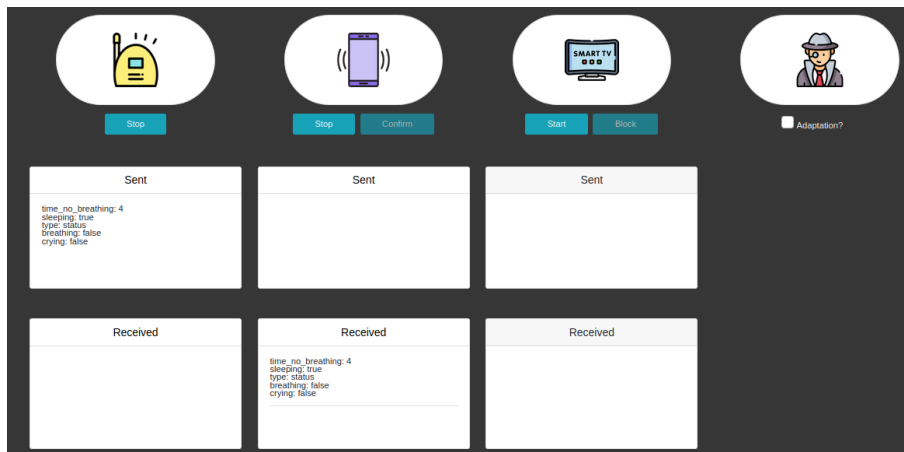 SMART TV
Stop
Stop
Confirm
Start
Block
Adaptation?
Sent
time_no_breathing: 4
sleeping: true
type: status
breathing: false
crying: false
Sent
Sent
Received
Received
time_no_breathing: 4
sleeping: true
type: status
breathing: false
crying: false
Received